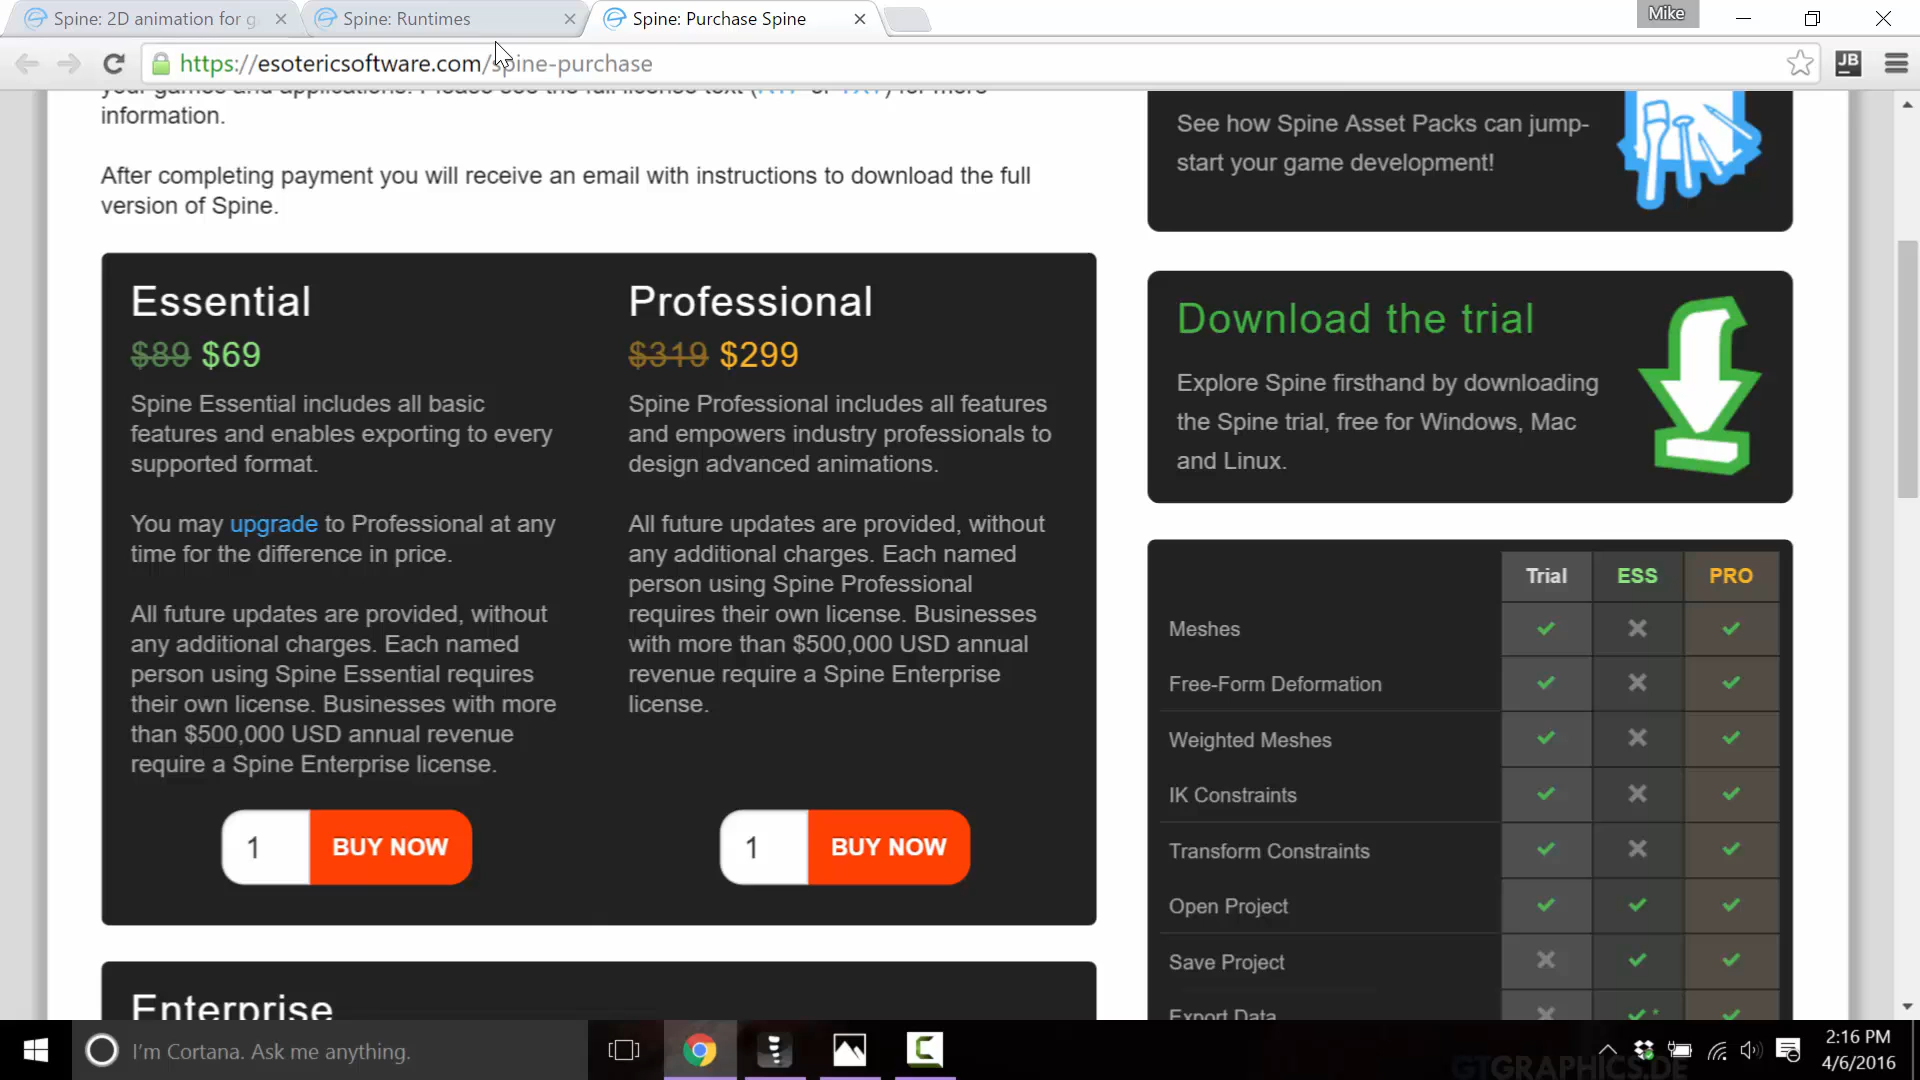 Spine: 2D animation for g
Spine: Runtimes
Spine: Purchase Spine
Mike
https://esotericsoftware.com/spine-purchase
JB
your games and applications. Please see the full license text (RTF or TXT) for more
information.
After completing payment you will receive an email with instructions to download the full
version of Spine.
See how Spine Asset Packs can jump-
start your game development!
Essential
$89 $69
Spine Essential includes all basic
features and enables exporting to every
supported format.
You may upgrade to Professional at any
time for the difference in price.
All future updates are provided, without
any additional charges. Each named
person using Spine Essential requires
their own license. Businesses with more
than $500,000 USD annual revenue
require a Spine Enterprise license.
1 BUY NOW
Professional
$319 $299
Spine Professional includes all features
and empowers industry professionals to
design advanced animations.
All future updates are provided, without
any additional charges. Each named
person using Spine Professional
requires their own license. Businesses
with more than $500,000 USD annual
revenue require a Spine Enterprise
license.
1 BUY NOW
Download the trial
Explore Spine firsthand by downloading
the Spine trial, free for Windows, Mac
and Linux.
Trial ESS PRO
Meshes
Free-Form Deformation
Weighted Meshes
IK Constraints
Transform Constraints
Open Project
Save Project
Export Data
Enterprise
I'm Cortana. Ask me anything.
GTGRAPHICS.DE
2:16 PM
4/6/2016